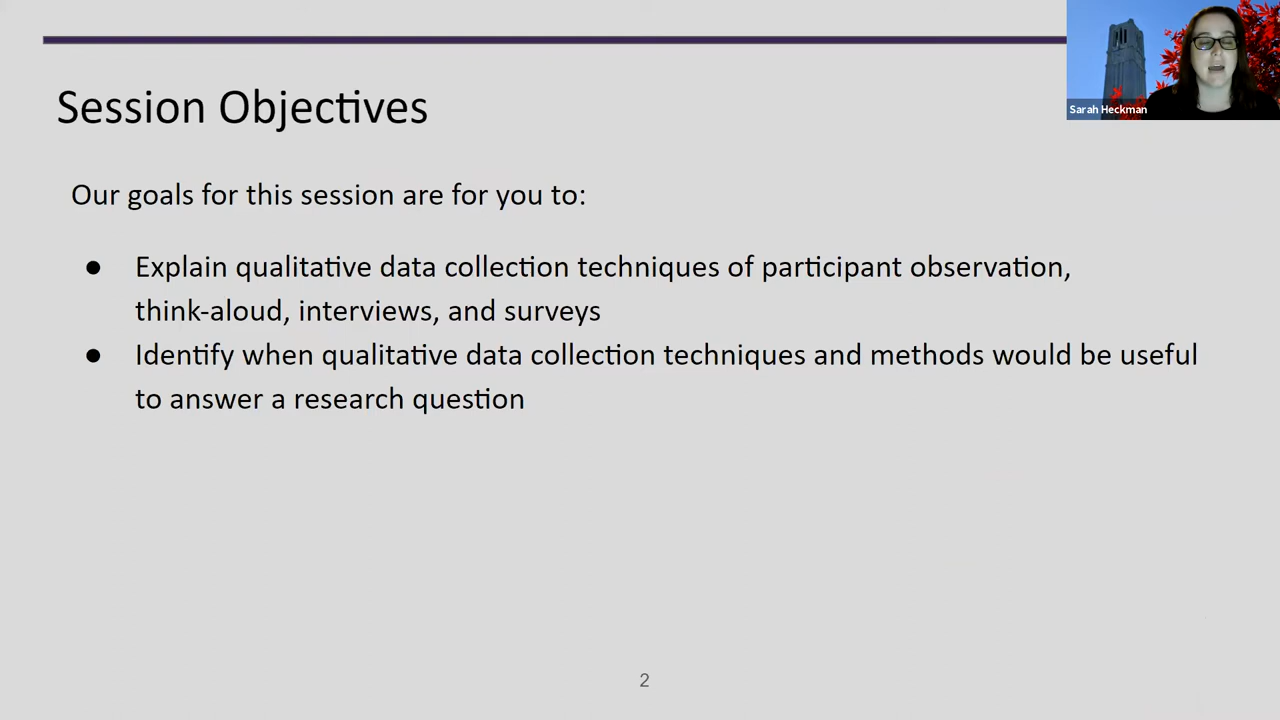 Session Objectives
Sarah Heckman
Our goals for this session are for you to:
● Explain qualitative data collection techniques of participant observation,
think-aloud, interviews, and surveys
● Identify when qualitative data collection techniques and methods would be useful
to answer a research question
2